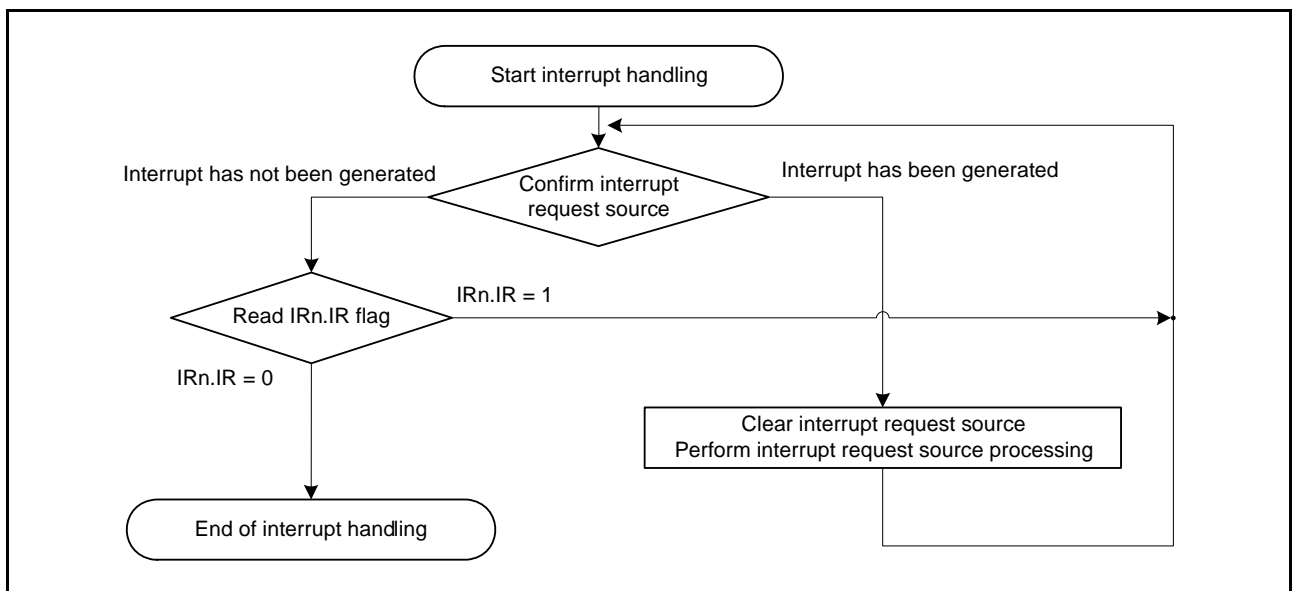 Start interrupt handling
Interrupt has not been generated
Interrupt has been generated
Confirm interrupt
request source
IRn.IR = 1
Read IRn.IR flag
IRn.IR = 0
Clear interrupt request source
Perform interrupt request source processing
End of interrupt handling